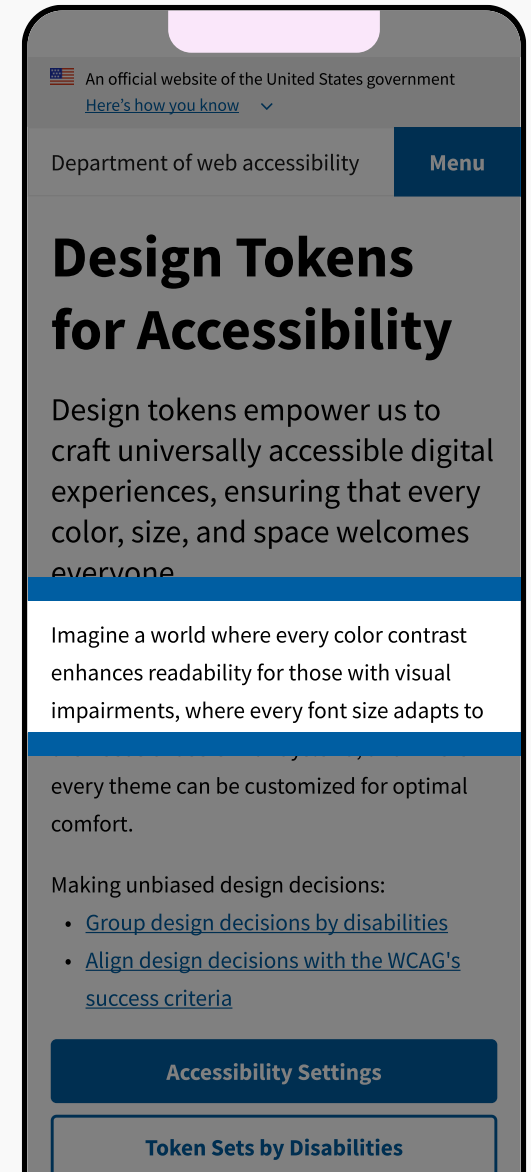 An official website of the United States government
Here's how you know
Department of web accessibility
Menu
Design Tokens
for Accessibility
Design tokens empower us to
craft universally accessible digital
experiences, ensuring that every
color, size, and space welcomes
everyone
Imagine a world where every color contrast
enhances readability for those with visual
impairments, where every font size adapts to
every theme can be customized for optimal
comfort.
Making unbiased design decisions:
• Group design decisions by disabilities
• Align design decisions with the WCAG's
success criteria
Accessibility Settings
Token Sets by Disabilities